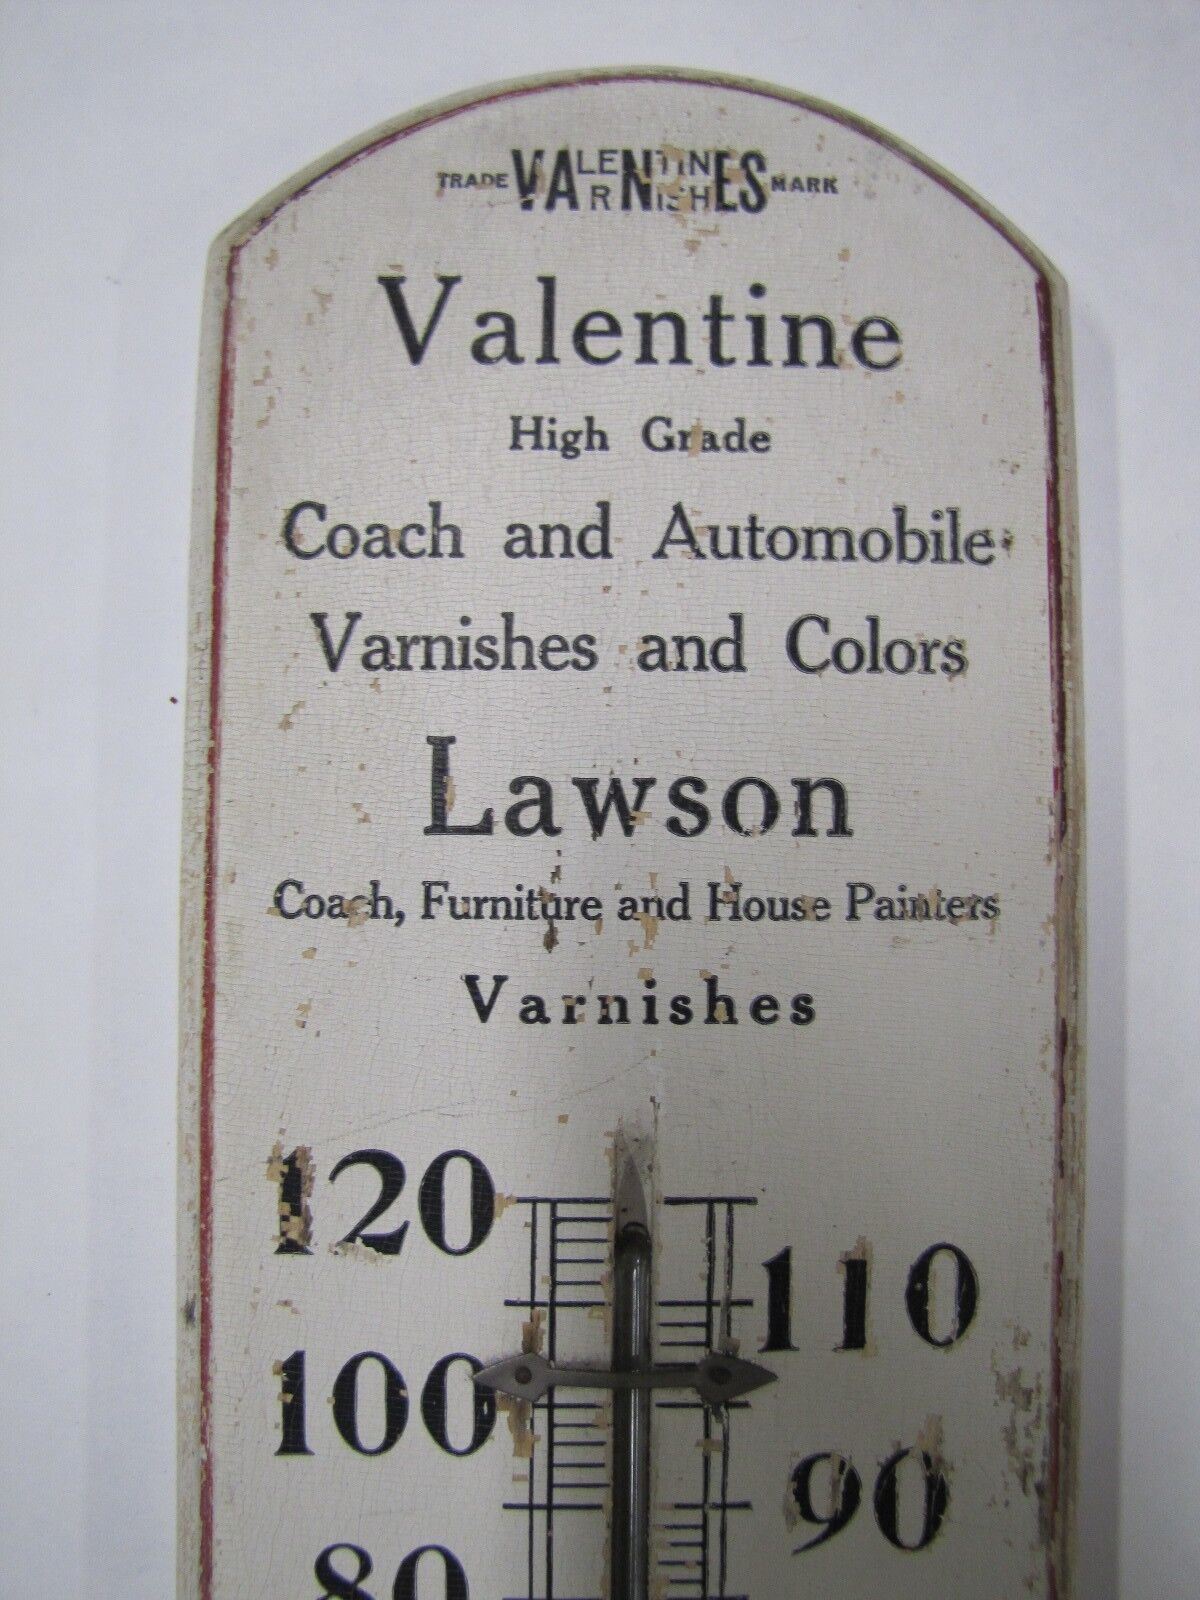 TRADE VALENTINES VARNISHES MARK
Valentine
High Grade
Coach and Automobile
Varnishes and Colors
Lawson
Coach, Furniture and House Painters
Varnishes
120
110
100
90
80